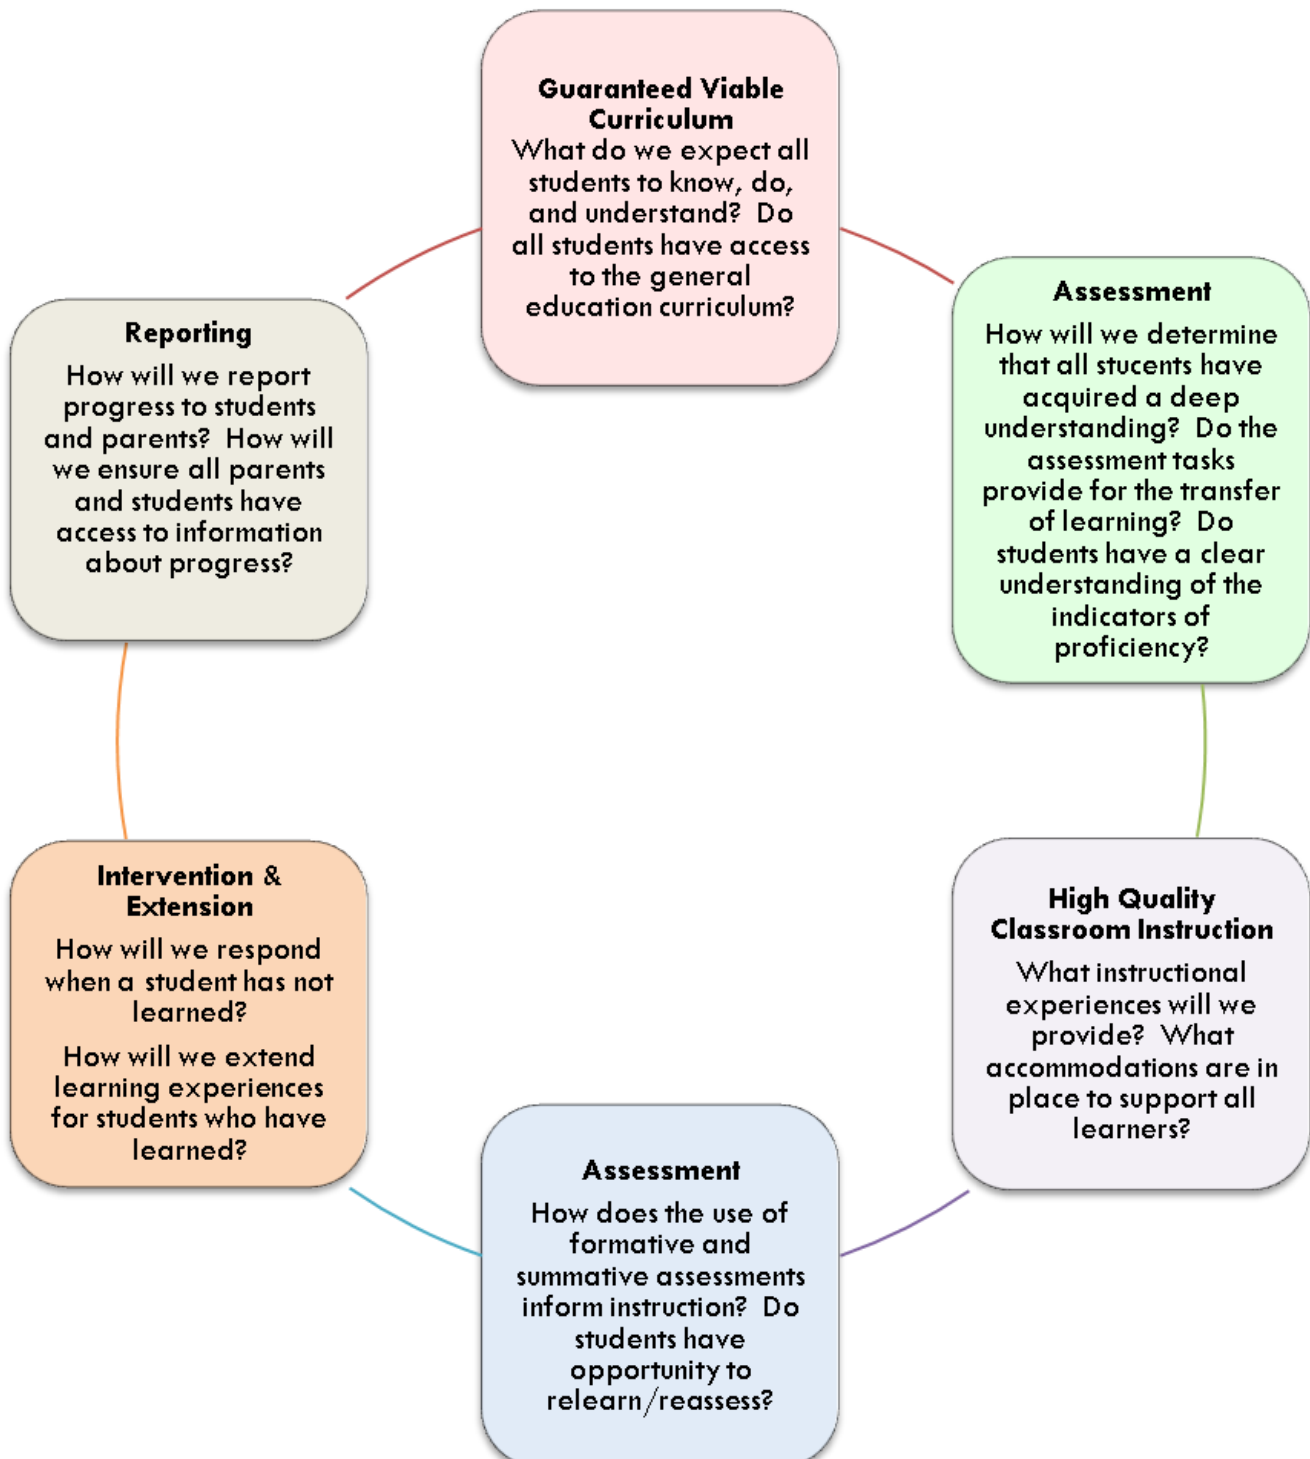 Guaranteed Viable
Curriculum
What do we expect all
students to know, do,
and understand?  Do
all students have access
to the general
education curriculum?
Assessment
How will we determine
that all stucents have
acquired a deep
understanding?  Do the
assessment tasks
provide for the transfer
of learning?  Do
students have a clear
understanding of the
indicators of
proficiency?
High Quality
Classroom Instruction
What instructional
experiences will we
provide?  What
accommodations are in
place to support all
learners?
Assessment
How does the use of
formative and
summative assessments
inform instruction?  Do
students have
opportunity to
relearn/reassess?
Intervention &
Extension
How will we respond
when a student has not
learned?
How will we extend
learning experiences
for students who have
learned?
Reporting
How will we report
progress to students
and parents?  How will
we ensure all parents
and students have
access to information
about progress?